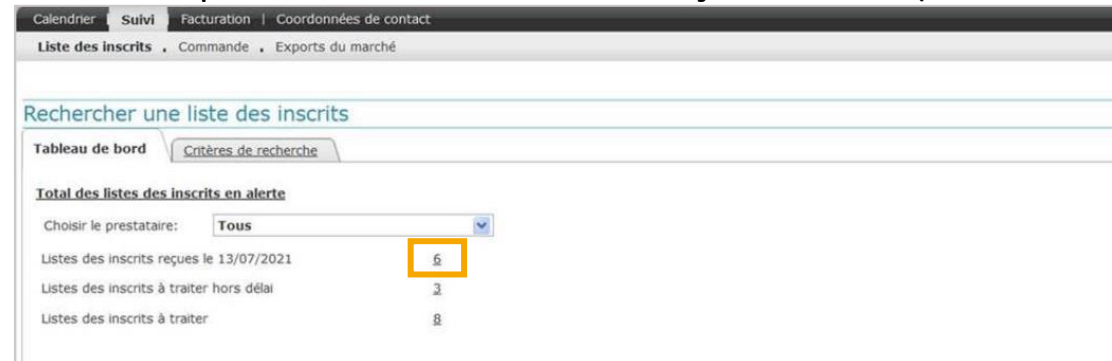 Calendrier | Suivi | Facturation | Coordonnées de contact
Liste des inscrits . Commande . Exports du marché
Rechercher une liste des inscrits
Tableau de bord Critères de recherche
Total des listes des inscrits en alerte
Choisir le prestataire: Tous
Listes des inscrits reçues le 13/07/2021 6
Listes des inscrits à traiter hors délai 3
Listes des inscrits à traiter 8